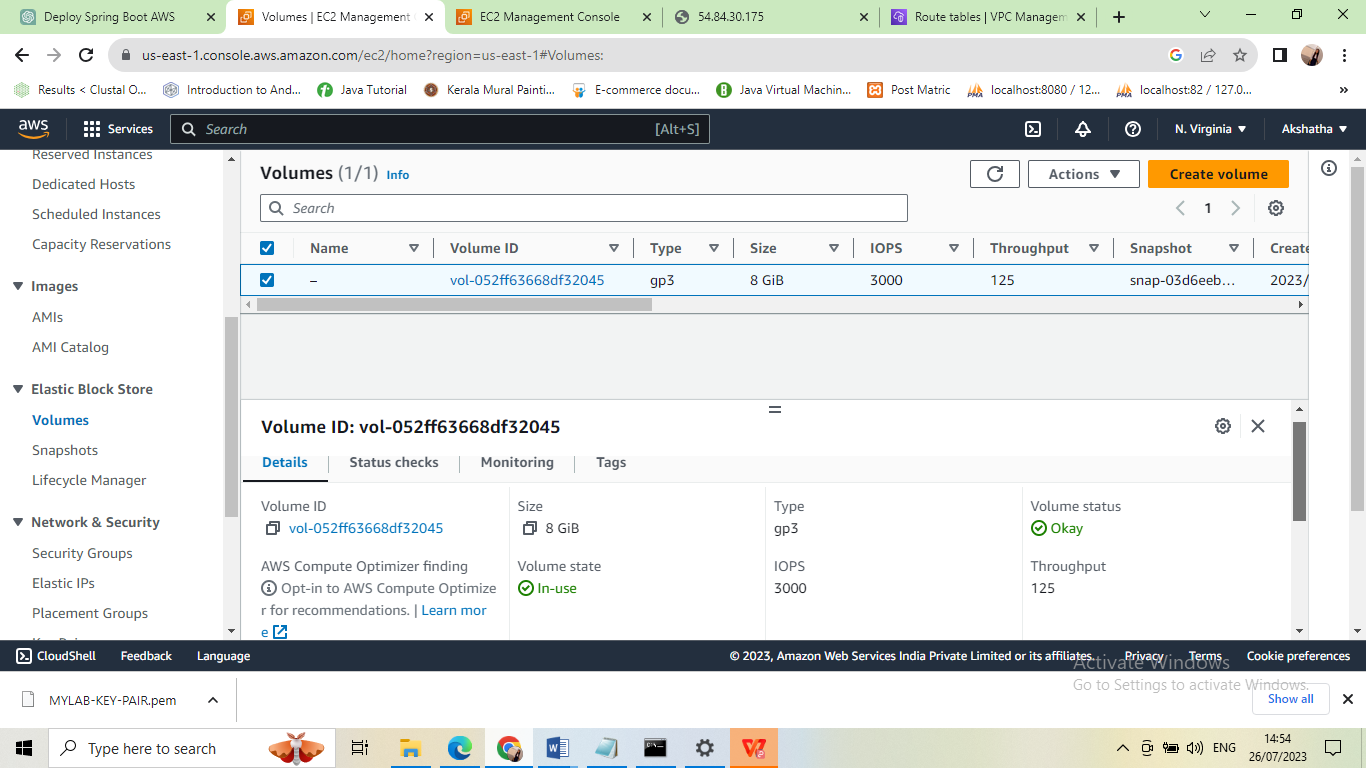 Deploy Spring Boot AWS
Volumes | EC2 Management
EC2 Management Console
54.84.30.175
Route tables | VPC Managem
us-east-1.console.aws.amazon.com/ec2/home?region=us-east-1#Volumes:
Results < Clustal O...
Introduction to And...
Java Tutorial
Kerala Mural Painti...
E-commerce docu...
Java Virtual Machin...
Post Matric
localhost:8080 / 12...
localhost:82 / 127.0...
»
aws
Services
Search
[Alt+S]
N. Virginia
Akshatha
Reserved Instances
Dedicated Hosts
Scheduled Instances
Capacity Reservations
Images
AMIs
AMI Catalog
Elastic Block Store
Volumes
Snapshots
Lifecycle Manager
Network & Security
Security Groups
Elastic IPs
Placement Groups
Volumes (1/1) Info
Actions
Create volume
Search
1
Name
Volume ID
Type
Size
IOPS
Throughput
Snapshot
Create
–
vol-052ff63668df32045
gp3
8 GiB
3000
125
snap-03d6eeb...
2023/
Volume ID: vol-052ff63668df32045
Details
Status checks
Monitoring
Tags
Volume ID
vol-052ff63668df32045
Size
8 GiB
Type
gp3
Volume status
Okay
AWS Compute Optimizer finding
Opt-in to AWS Compute Optimize
r for recommendations. | Learn mor
e
Volume state
In-use
IOPS
3000
Throughput
125
CloudShell
Feedback
Language
© 2023, Amazon Web Services India Private Limited or its affiliates.
Privacy
Terms
Cookie preferences
Activate Windows
Go to Settings to activate Windows.
MYLAB-KEY-PAIR.pem
Show all
Type here to search
ENG
14:54
26/07/2023